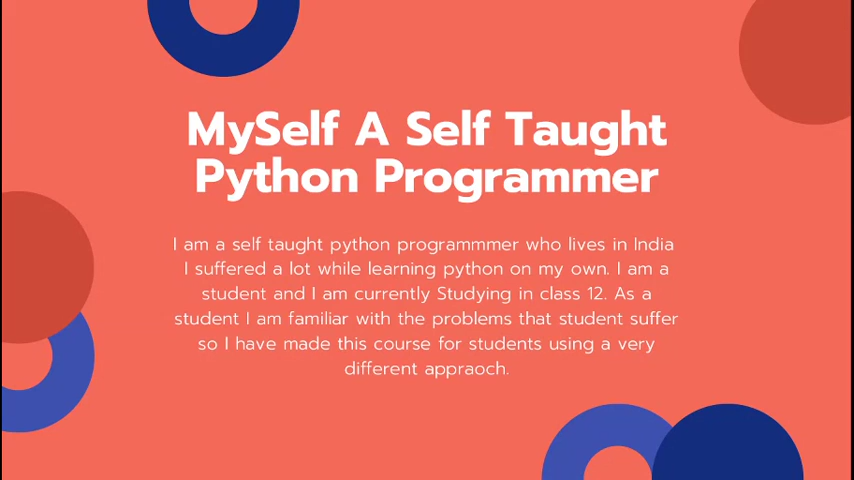 MySelf A Self Taught
Python Programmer
I am a self taught python programmmer who lives in India
I suffered a lot while learning python on my own. I am a
student and I am currently Studying in class 12. As a
student I am familiar with the problems that student suffer
so I have made this course for students using a very
different appraoch.